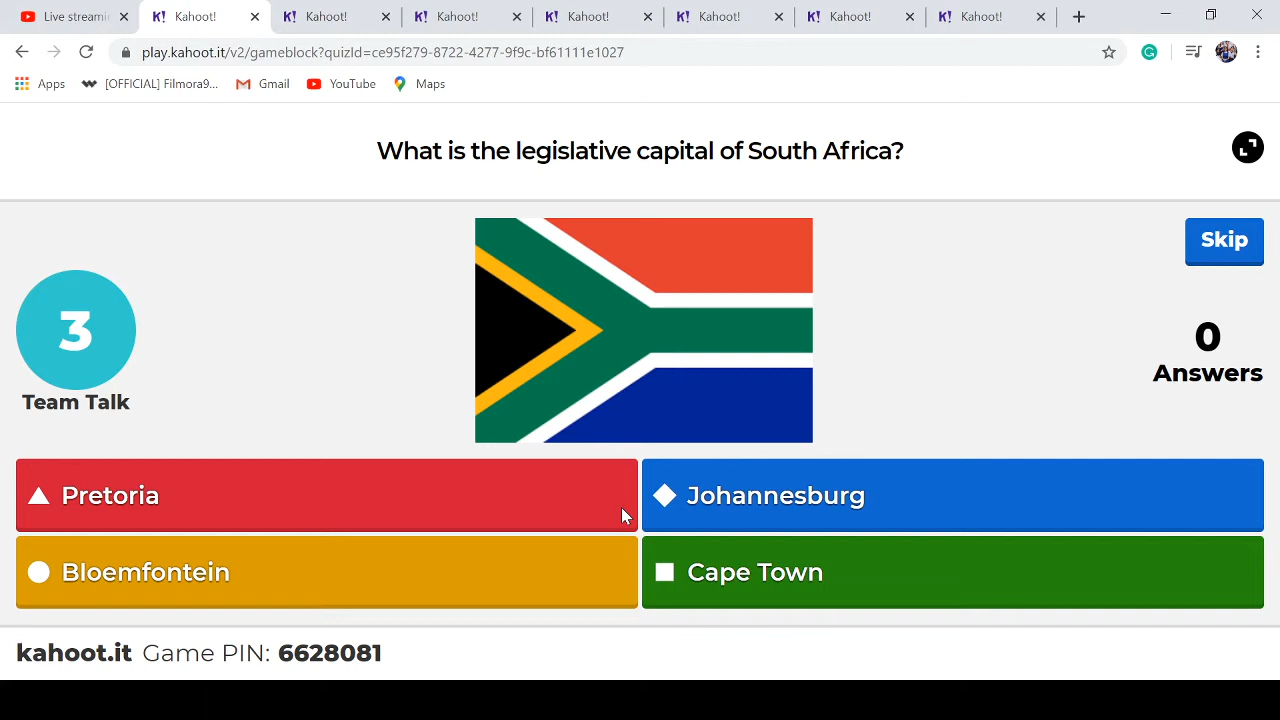 Live streami
K! Kahoot!
K! Kahoot!
K! Kahoot!
K! Kahoot!
K! Kahoot!
K! Kahoot!
K! Kahoot!
play.kahoot.it/v2/gameblock?quizId=ce95f279-8722-4277-9f9c-bf61111e1027
Apps
[OFFICIAL] Filmora9...
Gmail
YouTube
Maps
What is the legislative capital of South Africa?
Skip
3
Team Talk
0
Answers
Pretoria
Johannesburg
Bloemfontein
Cape Town
kahoot.it Game PIN: 6628081